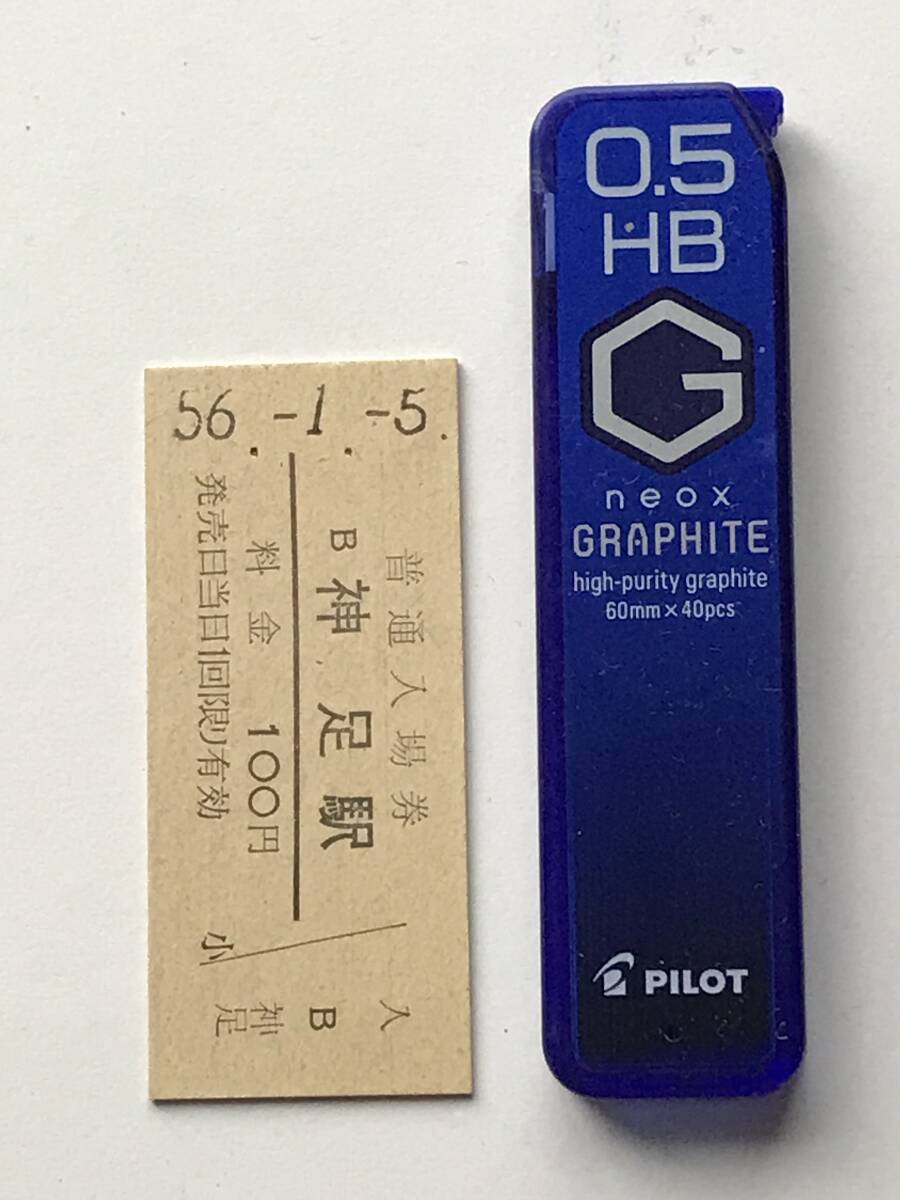 56.-1.-5.
普通入場券
B神足駅
料金 100円
発売日当日1回限り有効
小
入
B
神足
0.5
HB
G
neox
GRAPHITE
high-purity graphite
60mm×40pcs
PILOT